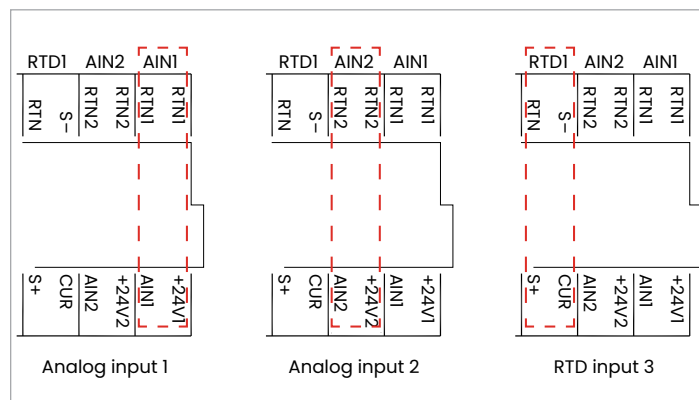 RTD1 AIN2 AIN1
RTN S– RTN2 RTN2 RTN1 RTN1
S+ CUR AIN2 +24V2 AIN1 +24V1
Analog input 1
RTD1 AIN2 AIN1
RTN S– RTN2 RTN2 RTN1 RTN1
S+ CUR AIN2 +24V2 AIN1 +24V1
Analog input 2
RTD1 AIN2 AIN1
RTN S– RTN2 RTN2 RTN1 RTN1
S+ CUR AIN2 +24V2 AIN1 +24V1
RTD input 3